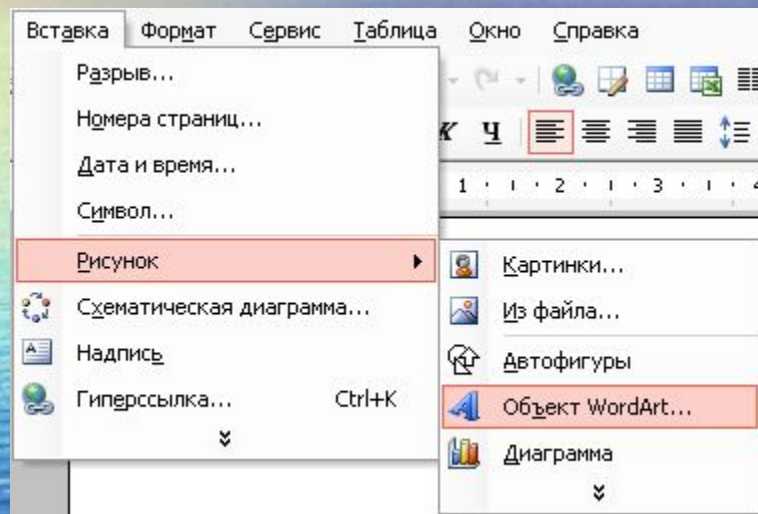 Вставка Формат Сервис Таблица Окно Справка
Разрыв...
Номера страниц...
К Ч
Дата и время...
1 2 3 4
Символ...
Рисунок
Картинки...
Схематическая диаграмма...
Из файла...
Надпись
Автофигуры
Гиперссылка... Ctrl+K
Объект WordArt...
Диаграмма